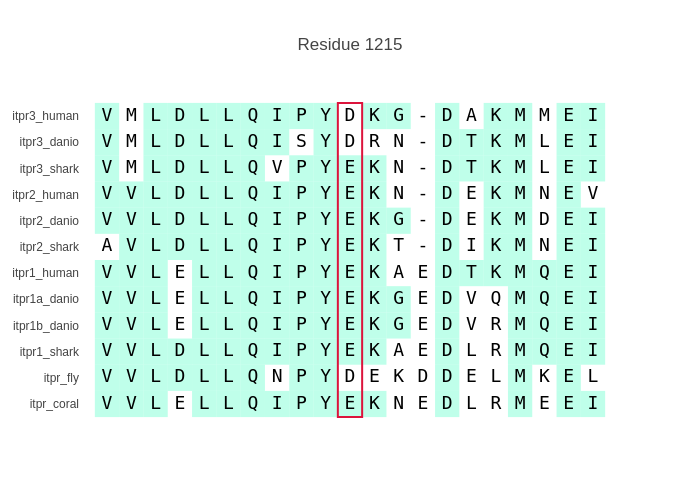 Residue 1215
itpr3_human V M L D L L Q I P Y D K G - D A K M M E I
itpr3_danio V M L D L L Q I S Y D R N - D T K M L E I
itpr3_shark V M L D L L Q V P Y E K N - D T K M L E I
itpr2_human V V L D L L Q I P Y E K N - D E K M N E V
itpr2_danio V V L D L L Q I P Y E K G - D E K M D E I
itpr2_shark A V L D L L Q I P Y E K T - D I K M N E I
itpr1_human V V L E L L Q I P Y E K A E D T K M Q E I
itpr1a_danio V V L E L L Q I P Y E K G E D V Q M Q E I
itpr1b_danio V V L E L L Q I P Y E K G E D V R M Q E I
itpr1_shark V V L D L L Q I P Y E K A E D L R M Q E I
itpr_fly V V L D L L Q N P Y D E K D D E L M K E L
itpr_coral V V L E L L Q I P Y E K N E D L R M E E I